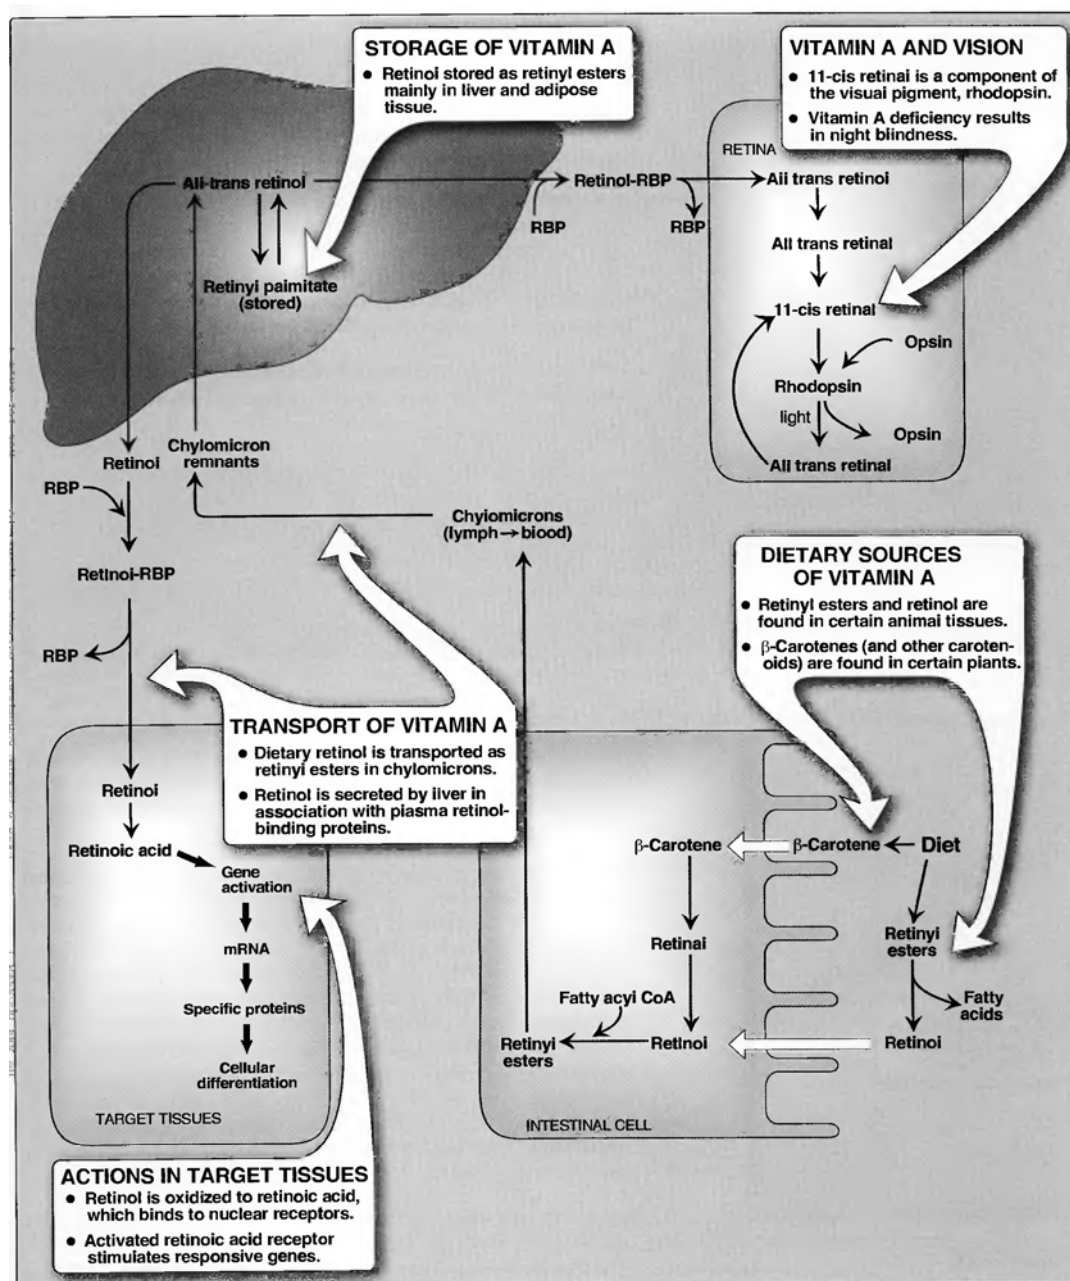 STORAGE OF VITAMIN A
• Retinol stored as retinyl esters
mainly in liver and adipose
tissue.
VITAMIN A AND VISION
• 11-cis retinal is a component of
the visual pigment, rhodopsin.
• Vitamin A deficiency results
in night blindness.
RETINA
All-trans retinol
Retinol-RBP
All trans retinol
RBP
RBP
All trans retinal
Retinyl palmitate
(stored)
11-cis retinal
Opsin
Rhodopsin
light
Opsin
All trans retinal
Retinol
Chylomicron
remnants
RBP
Chylomicrons
(lymph→blood)
Retinol-RBP
RBP
DIETARY SOURCES
OF VITAMIN A
• Retinyl esters and retinol are
found in certain animal tissues.
• β-Carotenes (and other caroten-
oids) are found in certain plants.
TRANSPORT OF VITAMIN A
• Dietary retinol is transported as
retinyl esters in chylomicrons.
• Retinol is secreted by liver in
association with plasma retinol-
binding proteins.
Retinol
Retinoic acid
Gene
activation
mRNA
Specific proteins
Cellular
differentiation
TARGET TISSUES
β-Carotene
β-Carotene
Diet
Retinal
Retinyl
esters
Fatty acyl CoA
Fatty
acids
Retinyl
esters
Retinol
Retinol
INTESTINAL CELL
ACTIONS IN TARGET TISSUES
• Retinol is oxidized to retinoic acid,
which binds to nuclear receptors.
• Activated retinoic acid receptor
stimulates responsive genes.